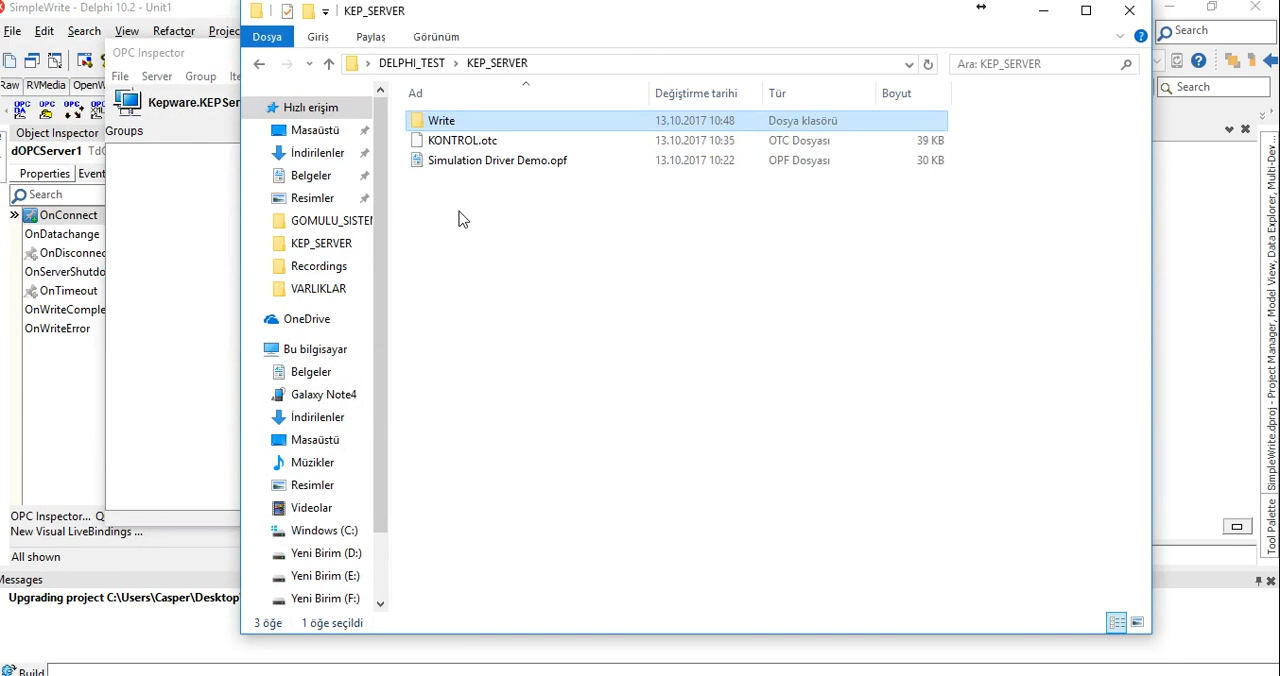 SimpleWrite - Delphi 10.2 - Unit1
File Edit Search View Refactor Projec
Search
Raw RVMedia OpenW
Search
OPC Inspector
File Server Group Ite
Kepware.KEPSer
Groups
Object Inspector
dOPCServer1 TdO
Properties Event
Search
OnConnect
OnDatachange
OnDisconnec
OnServerShutdo
OnTimeout
OnWriteComple
OnWriteError
OPC Inspector... Q
New Visual LiveBindings ...
All shown
Messages
Upgrading project C:\Users\Casper\Desktop\
Build
KEP_SERVER
Dosya Giriş Paylaş Görünüm
DELPHI_TEST > KEP_SERVER
Ara: KEP_SERVER
Hızlı erişim
Masaüstü
İndirilenler
Belgeler
Resimler
GOMULU_SISTEM
KEP_SERVER
Recordings
VARLIKLAR
OneDrive
Bu bilgisayar
Belgeler
Galaxy Note4
İndirilenler
Masaüstü
Müzikler
Resimler
Videolar
Windows (C:)
Yeni Birim (D:)
Yeni Birim (E:)
Yeni Birim (F:)
Ad Değiştirme tarihi Tür Boyut
Write 13.10.2017 10:48 Dosya klasörü
KONTROL.otc 13.10.2017 10:35 OTC Dosyası 39 KB
Simulation Driver Demo.opf 13.10.2017 10:22 OPF Dosyası 30 KB
3 öğe 1 öğe seçildi
SimpleWrite.dproj - Project Manager, Model View, Data Explorer, Multi-Dev...
Tool Palette